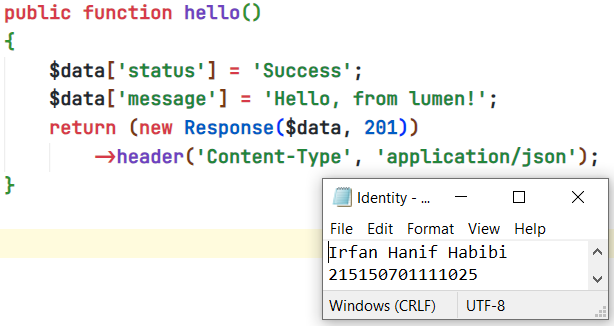 public function hello()
{
$data['status'] = 'Success';
$data['message'] = 'Hello, from lumen!';
return (new Response($data, 201))
->header('Content-Type', 'application/json');
}
Identity - ...
File Edit Format View Help
Irfan Hanif Habibi
215150701111025
Windows (CRLF) UTF-8